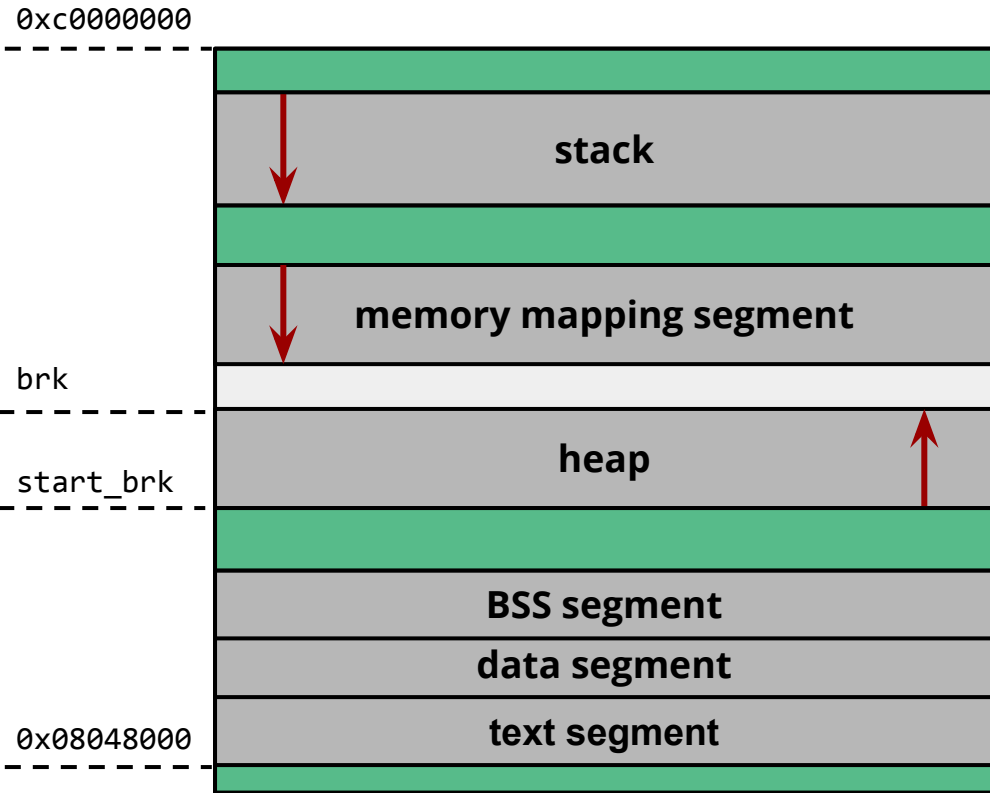 0xc0000000
stack
memory mapping segment
brk
heap
start_brk
BSS segment
data segment
text segment
0x08048000